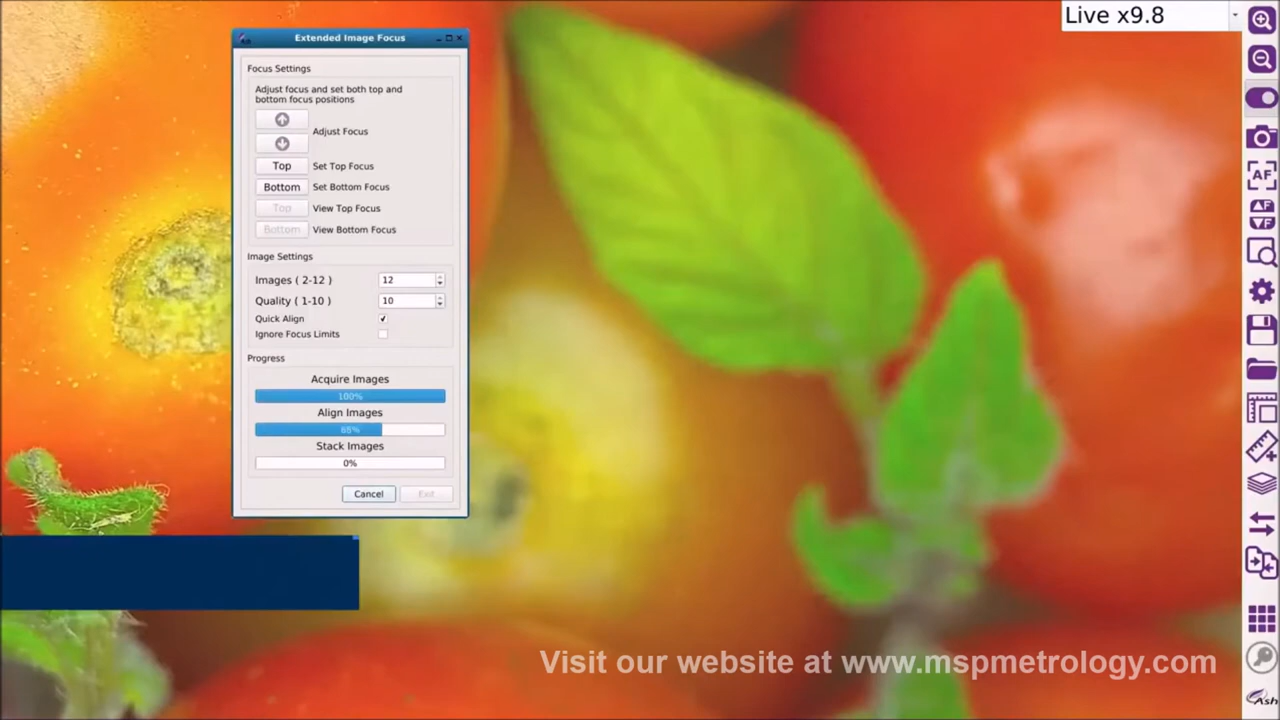 Live x9.8
Extended Image Focus
Focus Settings
Adjust focus and set both top and
bottom focus positions
Adjust Focus
Top Set Top Focus
Bottom Set Bottom Focus
Top View Top Focus
Bottom View Bottom Focus
Image Settings
Images ( 2-12 ) 12
Quality ( 1-10 ) 10
Quick Align
Ignore Focus Limits
Progress
Acquire Images
100%
Align Images
66%
Stack Images
0%
Cancel Exit
AF
F
F
Ash
Visit our website at www.mspmetrology.com